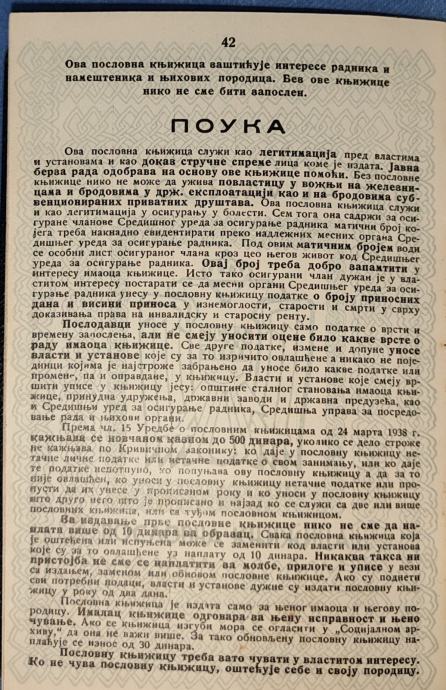 42
Ова пословна књижица ваштићује интересе радника и
намештеника и њихових породица. Без ове књижице
нико не сме бити вапослен.
ПОУКА
Ова пословна књижица служи као легитимација пред властима
и установама и као докав стручне спреме лица коме је издата. Јавна
берва рада одобрава на основу ове књижице помоћи. Без пословне
књижице нико не може да ужива повластицу у вожњи на железни-
цама и бродовима у држ. експлоатацији као и на бродовима суб-
венционираних приватних друштава. Ова пословна књижица служи
и као легитимација у осигурању у болести. Сем тога она садржи за оси-
гуране чланове Средишног уреда за осигурање радника матични број ко-
јега треба накнадно евидентирати преко надлежних месних органа Сре-
дишњег уреда за осигурање радника. Под овим матичним бројем води
се особни лист осигураног члана кроз цео његов живот код Средишњег
уреда за осигурање радника. Овај број треба добро вапамтити у
интересу имаоца књижице. Исто тако осигурани члан дужан је у вла-
ститом интересу постарати се да месни органи Средишњег уреда за оси-
гурање радника унесу у пословну књижицу податке о броју приносних
дана и висини приноса у изнемоглости, старости и смрти у сврху
доказивања права на инвалидску и старосну ренту.
Послодавци уносе у пословну књижицу само податке о врсти и
времену запослења, али не смеју уносити оцене било какве врсте о
раду имаоца књижице. Све друге податке, измене и допуне уносе
власти и установе које су за то изричито овлашћене а никако не поје-
динци којима је најстроже забрањено да уносе било какве податке или
промене, па и оправдане, у књижицу. Власти и установе које смеју вр-
шити уписе у књижицу јесу: општине сталног становања имаоца књи-
жице, принудна удружења, државни заводи и државна предузећа, као
и Средишњи уред за осигурање радника, Средишна управа за посредо-
вање рада и њихови органи.
Према чл. 15 Уредбе о пословним књижицама од 24 марта 1938 г.
кажњава се новчаном казном до 500 динара, уколико се дело строже
не кажњава по Кривичном законику: ко даје у пословну књижицу не-
тачне личне податке или нетачне податке о свом занимању, или ко даје
те податке непотпуно, ко попуњава ову пословну књижицу а да за то
није овлашћен, ко уноси у пословну књижицу нетачне податке или про-
пусти да их унесе у прописаном року и ко уноси у пословну књижицу
што друго него што је прописано и најзад ко се служи са две или више
пословних књижица, или са туђом пословном књижицом.
За издавање прве пословне књижице нико не сме да на-
плати више од 10 динара ва образац. Свака пословна књижица која
је оштећена или испуњена може се заменити код власти или установа
које су за то овлашћене уз наплату од 10 динара. Никаква такса ни
пристојба не сме се наплатити ва молбе, прилоге и уписе у вези
са издањем, заменом или обновом пословне књижице. Ако су поднети
сви потребни подаци, власти и установе дужне су издати пословну књи-
жицу у року од два дана.
Пословна књижица је издата само за њеног имаоца и његову по-
родицу. Ималац књижице одговара ва њену исправност и њено
чување. Ако се књижица изгуби мора се огласити у „Социјалном ар-
хиву,“ да она не важи више. За тако обновљену пословну књижицу на-
плаћује се износ од 30 динара.
Пословну књижицу треба вато чувати у властитом интересу.
Ко не чува пословну књижицу, оштећује себе и своју породицу.